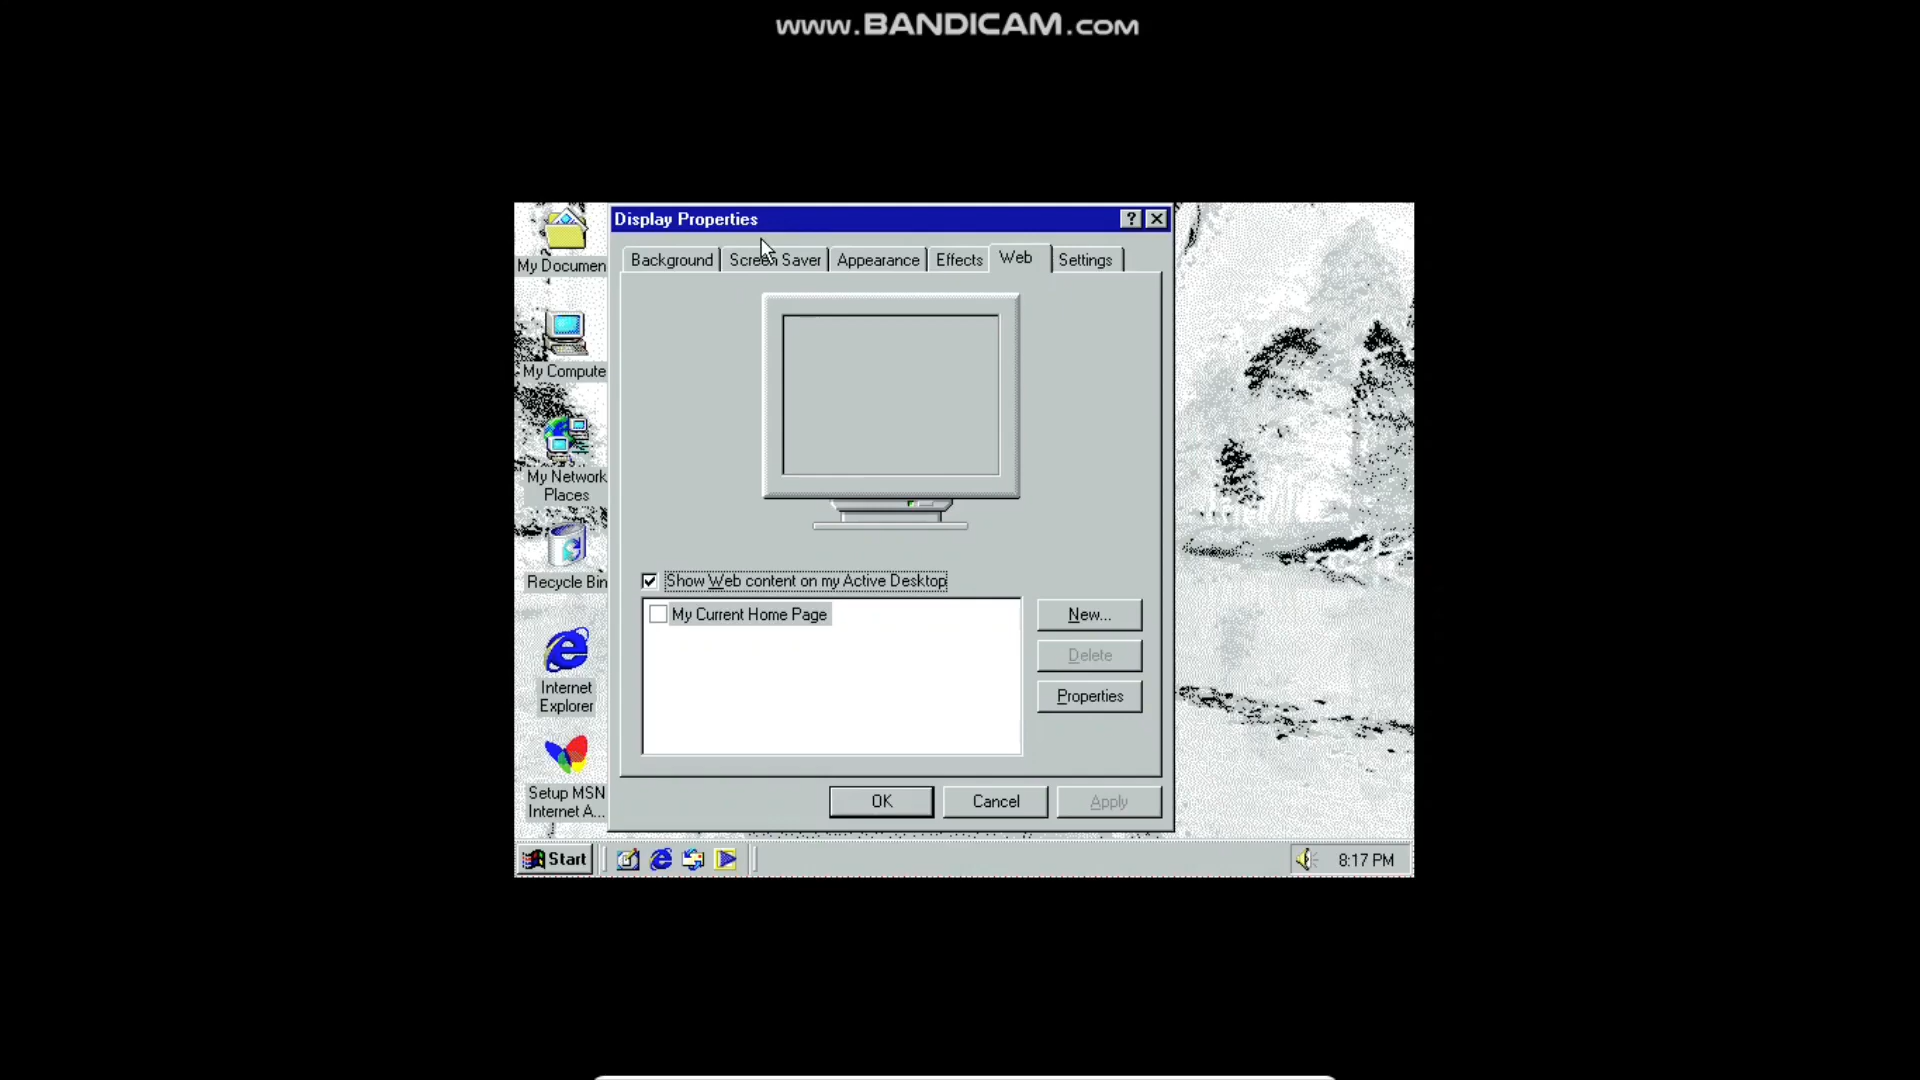 www.BANDICAM.com
Display Properties
Background
Screen Saver
Appearance
Effects
Web
Settings
My Documen
My Compute
My Network
Places
Recycle Bin
Internet
Explorer
Setup MSN
Internet A...
Show Web content on my Active Desktop
My Current Home Page
New...
Delete
Properties
OK
Cancel
Apply
Start
8:17 PM